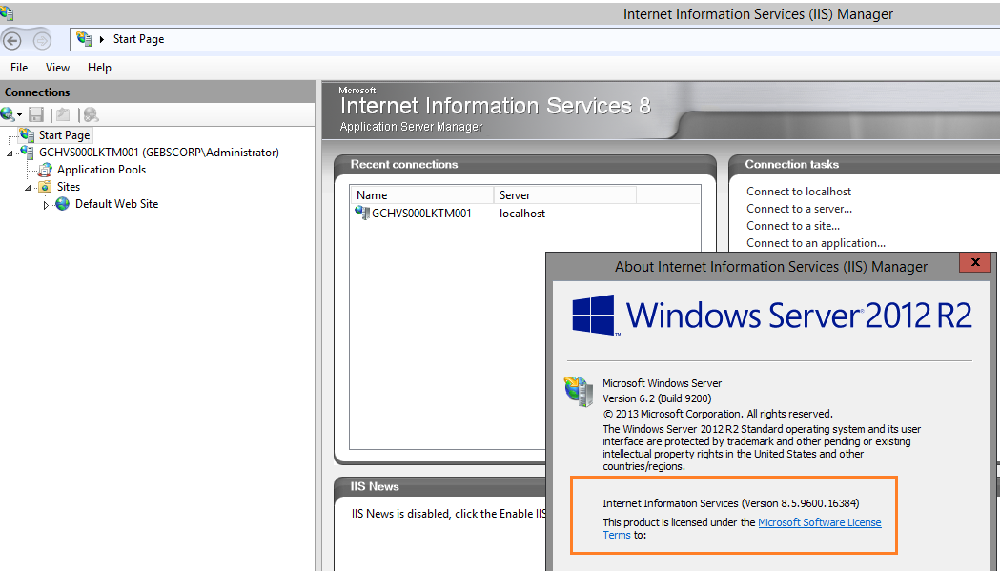 Internet Information Services (IIS) Manager
Start Page
File View Help
Connections
Start Page
GCHVS000LKTM001 (GEBSCORP\Administrator)
Application Pools
Sites
Default Web Site
Microsoft
Internet Information Services 8
Application Server Manager
Recent connections
Name Server
GCHVS000LKTM001 localhost
Connection tasks
Connect to localhost
Connect to a server...
Connect to a site...
Connect to an application...
IIS News
IIS News is disabled, click the Enable IIS
About Internet Information Services (IIS) Manager
x
Windows Server® 2012 R2
Microsoft Windows Server
Version 6.2 (Build 9200)
© 2013 Microsoft Corporation. All rights reserved.
The Windows Server 2012 R2 Standard operating system and its user
interface are protected by trademark and other pending or existing
intellectual property rights in the United States and other
countries/regions.
Internet Information Services (Version 8.5.9600.16384)
This product is licensed under the Microsoft Software License
Terms to: